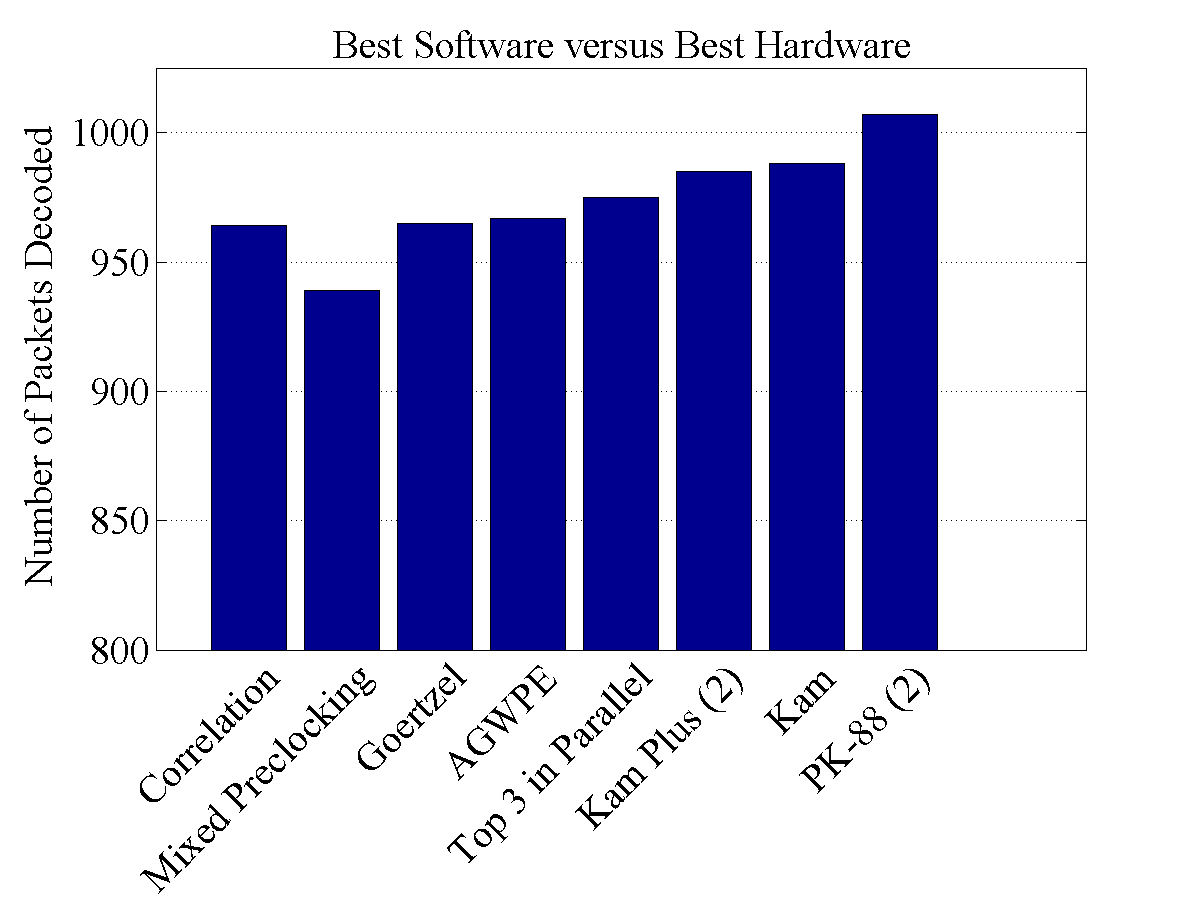 Best Software versus Best Hardware
Number of Packets Decoded
1000
950
900
850
800
Correlation
Mixed Preclocking
Goertzel
AGWPE
Top 3 in Parallel
Kam Plus (2)
Kam
PK-88 (2)